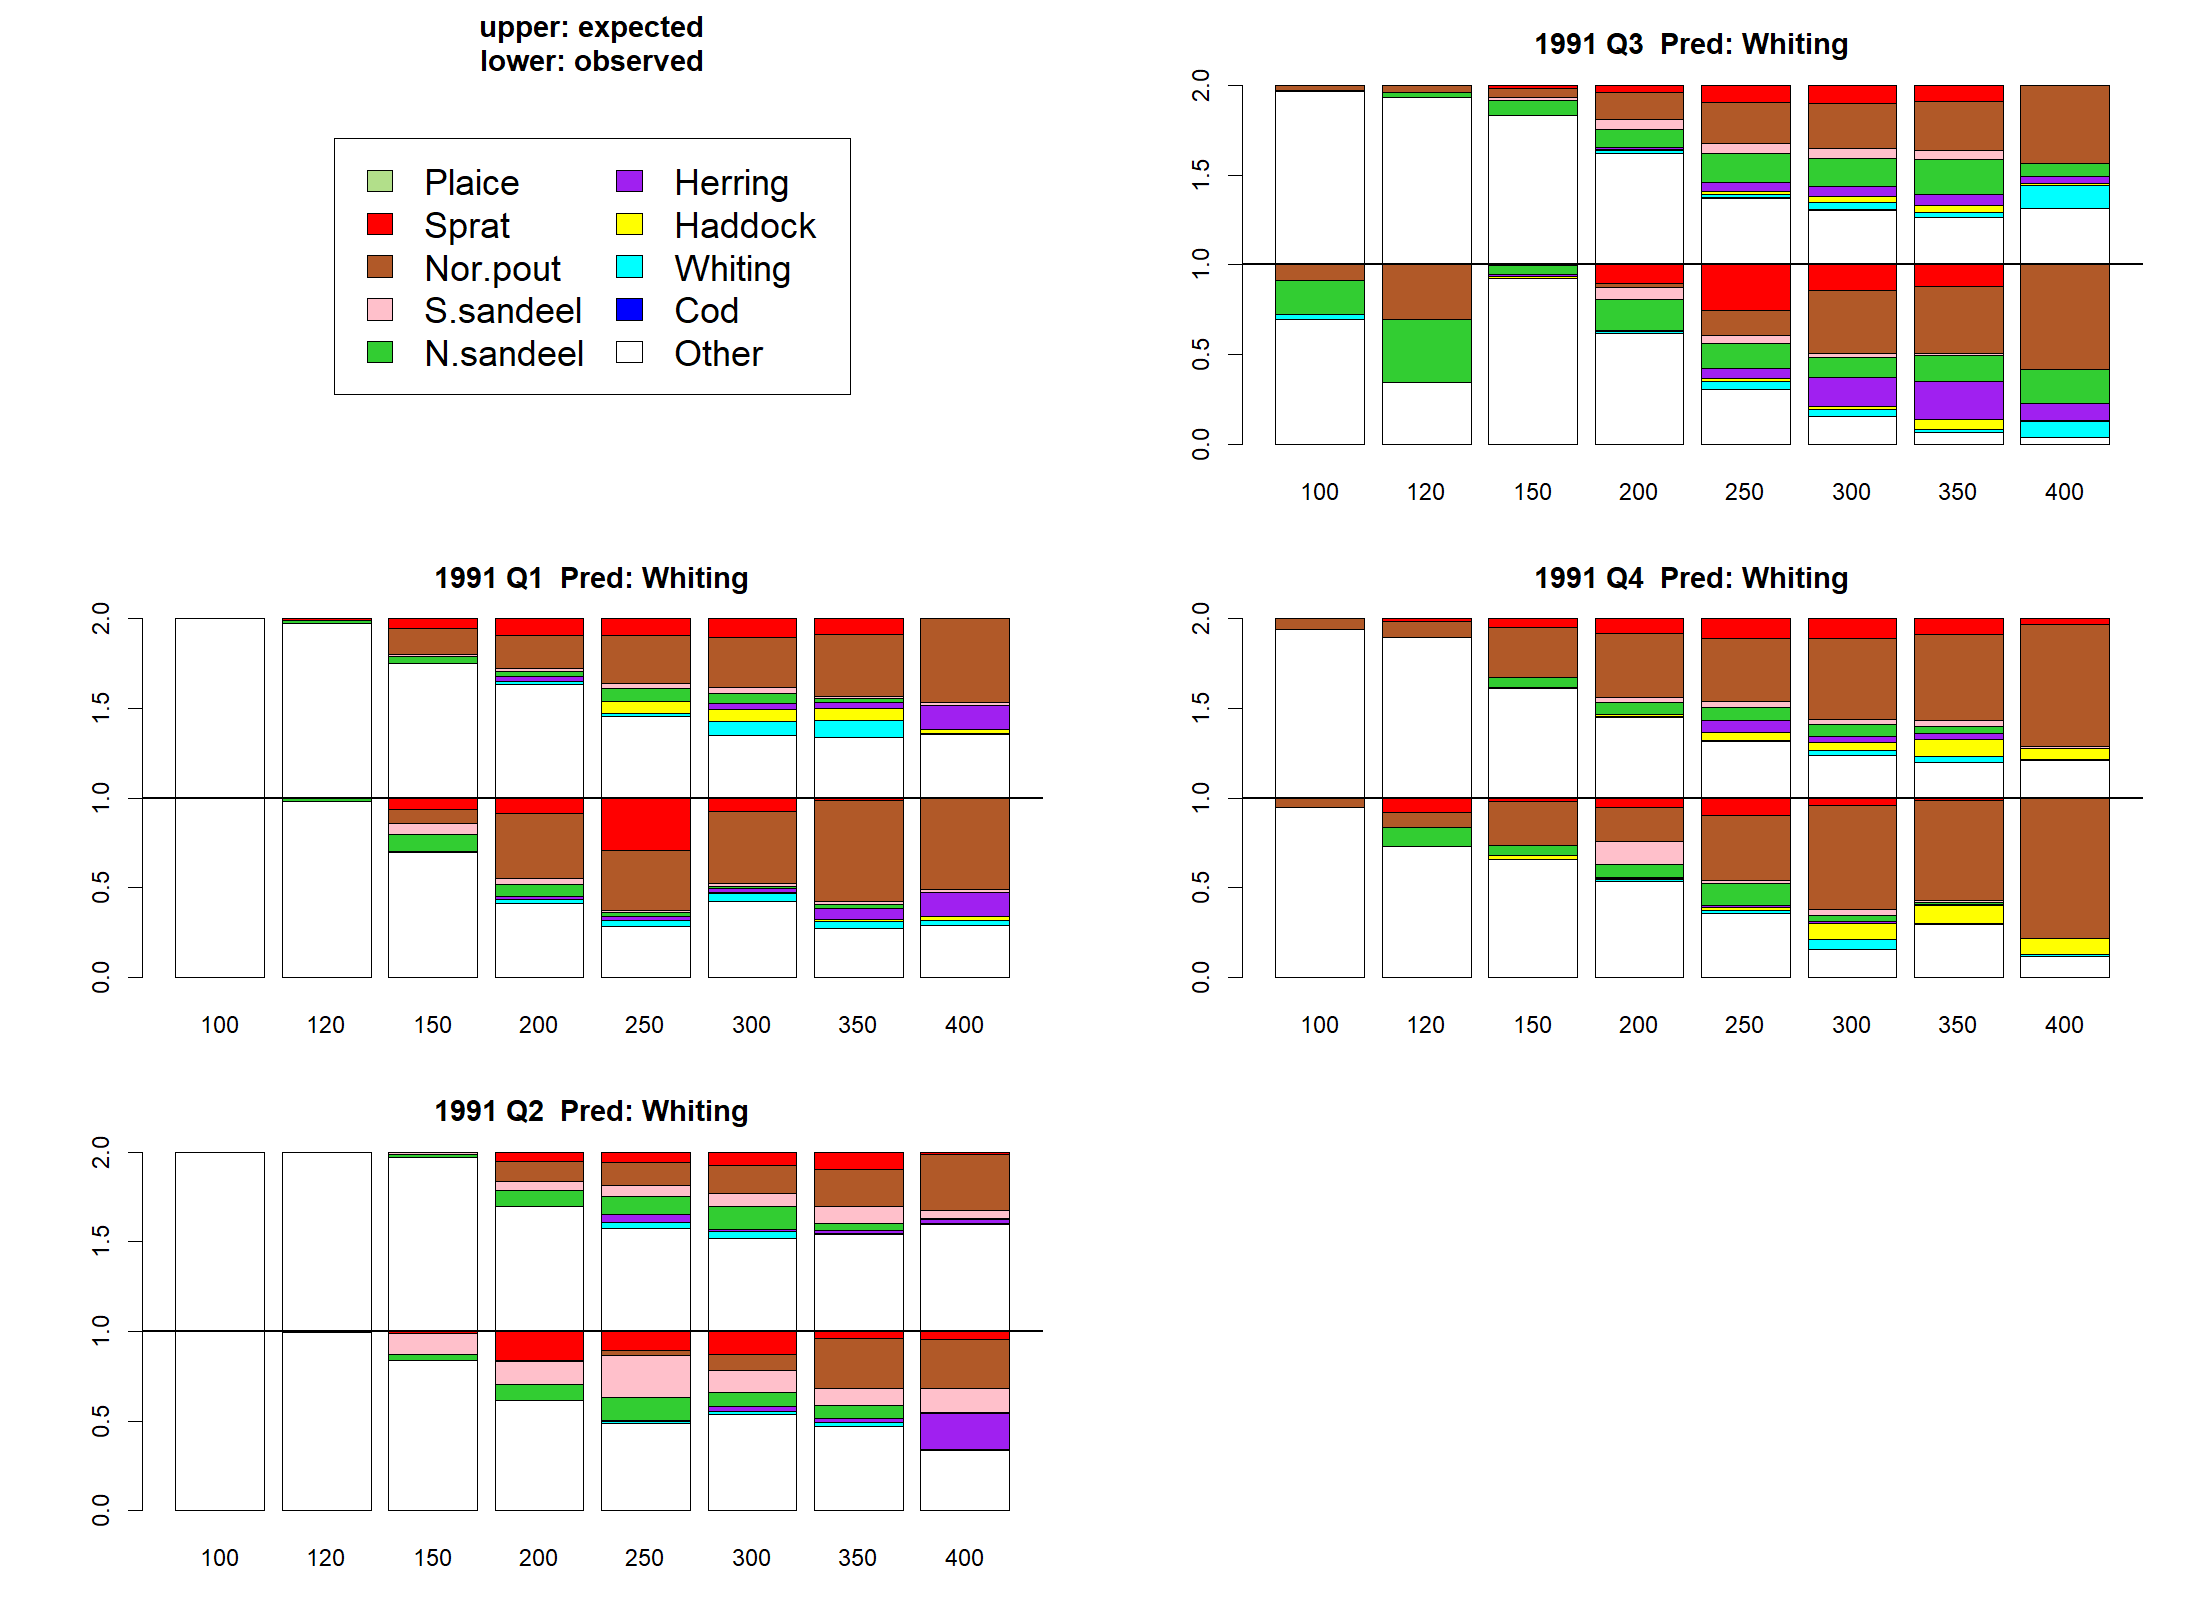 upper: expected
lower: observed
Plaice
Sprat
Nor.pout
S.sandeel
N.sandeel
Herring
Haddock
Whiting
Cod
Other
1991 Q1  Pred: Whiting
2.0
1.5
1.0
0.5
0.0
100 120 150 200 250 300 350 400
1991 Q2  Pred: Whiting
2.0
1.5
1.0
0.5
0.0
100 120 150 200 250 300 350 400
1991 Q3  Pred: Whiting
2.0
1.5
1.0
0.5
0.0
100 120 150 200 250 300 350 400
1991 Q4  Pred: Whiting
2.0
1.5
1.0
0.5
0.0
100 120 150 200 250 300 350 400